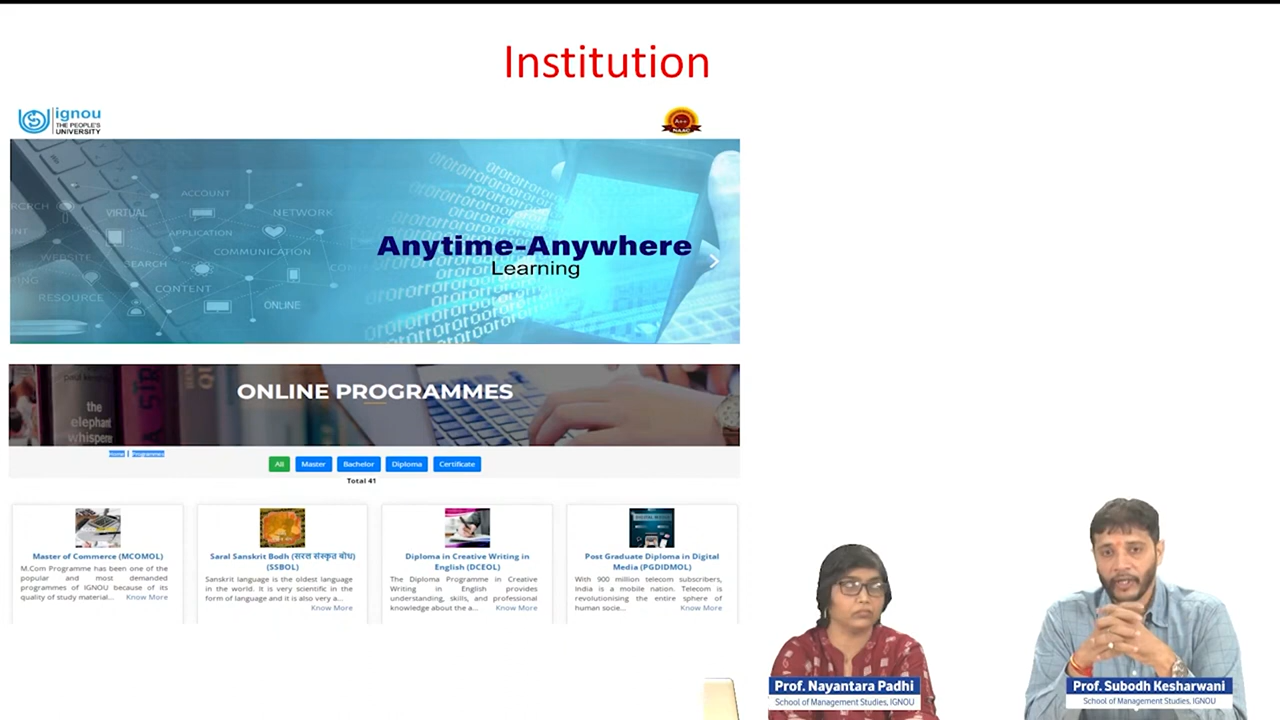 Institution
ignou
THE PEOPLE'S
UNIVERSITY
A++
NAAC
ACCOUNT
VIRTUAL
NETWORK
APPLICATION
COMMUNICATION
WEBSITE
SEARCH
CONTENT
RESOURCE
ONLINE
Anytime-Anywhere
Learning
the
elephant
whispere
ONLINE PROGRAMMES
Home | Programmes
All Master Bachelor Diploma Certificate
Total 41
Master of Commerce (MCOMOL)
M.Com Programme has been one of the
popular and most demanded
programmes of IGNOU because of its
quality of study material... Know More
Saral Sanskrit Bodh (सरल संस्कृत बोध)
(SSBOL)
Sanskrit language is the oldest language
in the world. It is very scientific in the
form of language and it is also very a...
Know More
Diploma in Creative Writing in
English (DCEOL)
The Diploma Programme in Creative
Writing in English provides
understanding, skills, and professional
knowledge about the a... Know More
Post Graduate Diploma in Digital
Media (PGDIDMOL)
With 900 million telecom subscribers,
India is a mobile nation. Telecom is
revolutionising the entire sphere of
human socie... Know More
Prof. Nayantara Padhi
School of Management Studies, IGNOU
Prof. Subodh Kesharwani
School of Management Studies, IGNOU